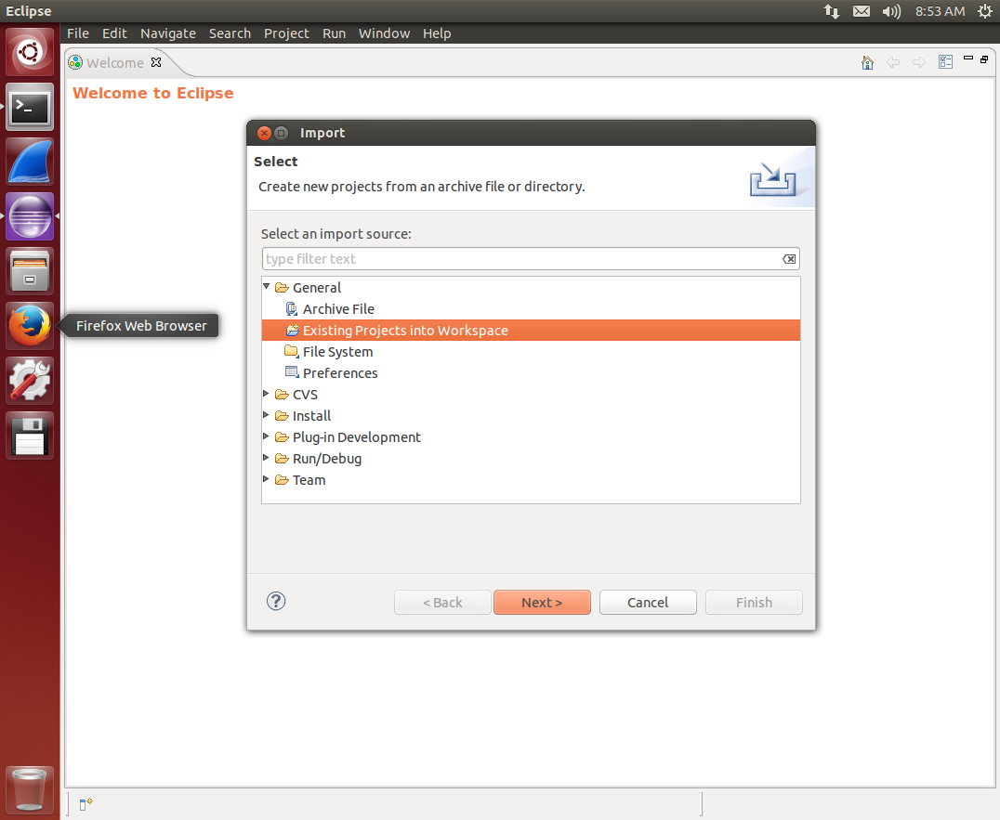 Eclipse
8:53 AM
File Edit Navigate Search Project Run Window Help
Welcome
Welcome to Eclipse
Import
Select
Create new projects from an archive file or directory.
Select an import source:
type filter text
General
Archive File
Firefox Web Browser
Existing Projects into Workspace
File System
Preferences
CVS
Install
Plug-in Development
Run/Debug
Team
?
< Back Next > Cancel Finish